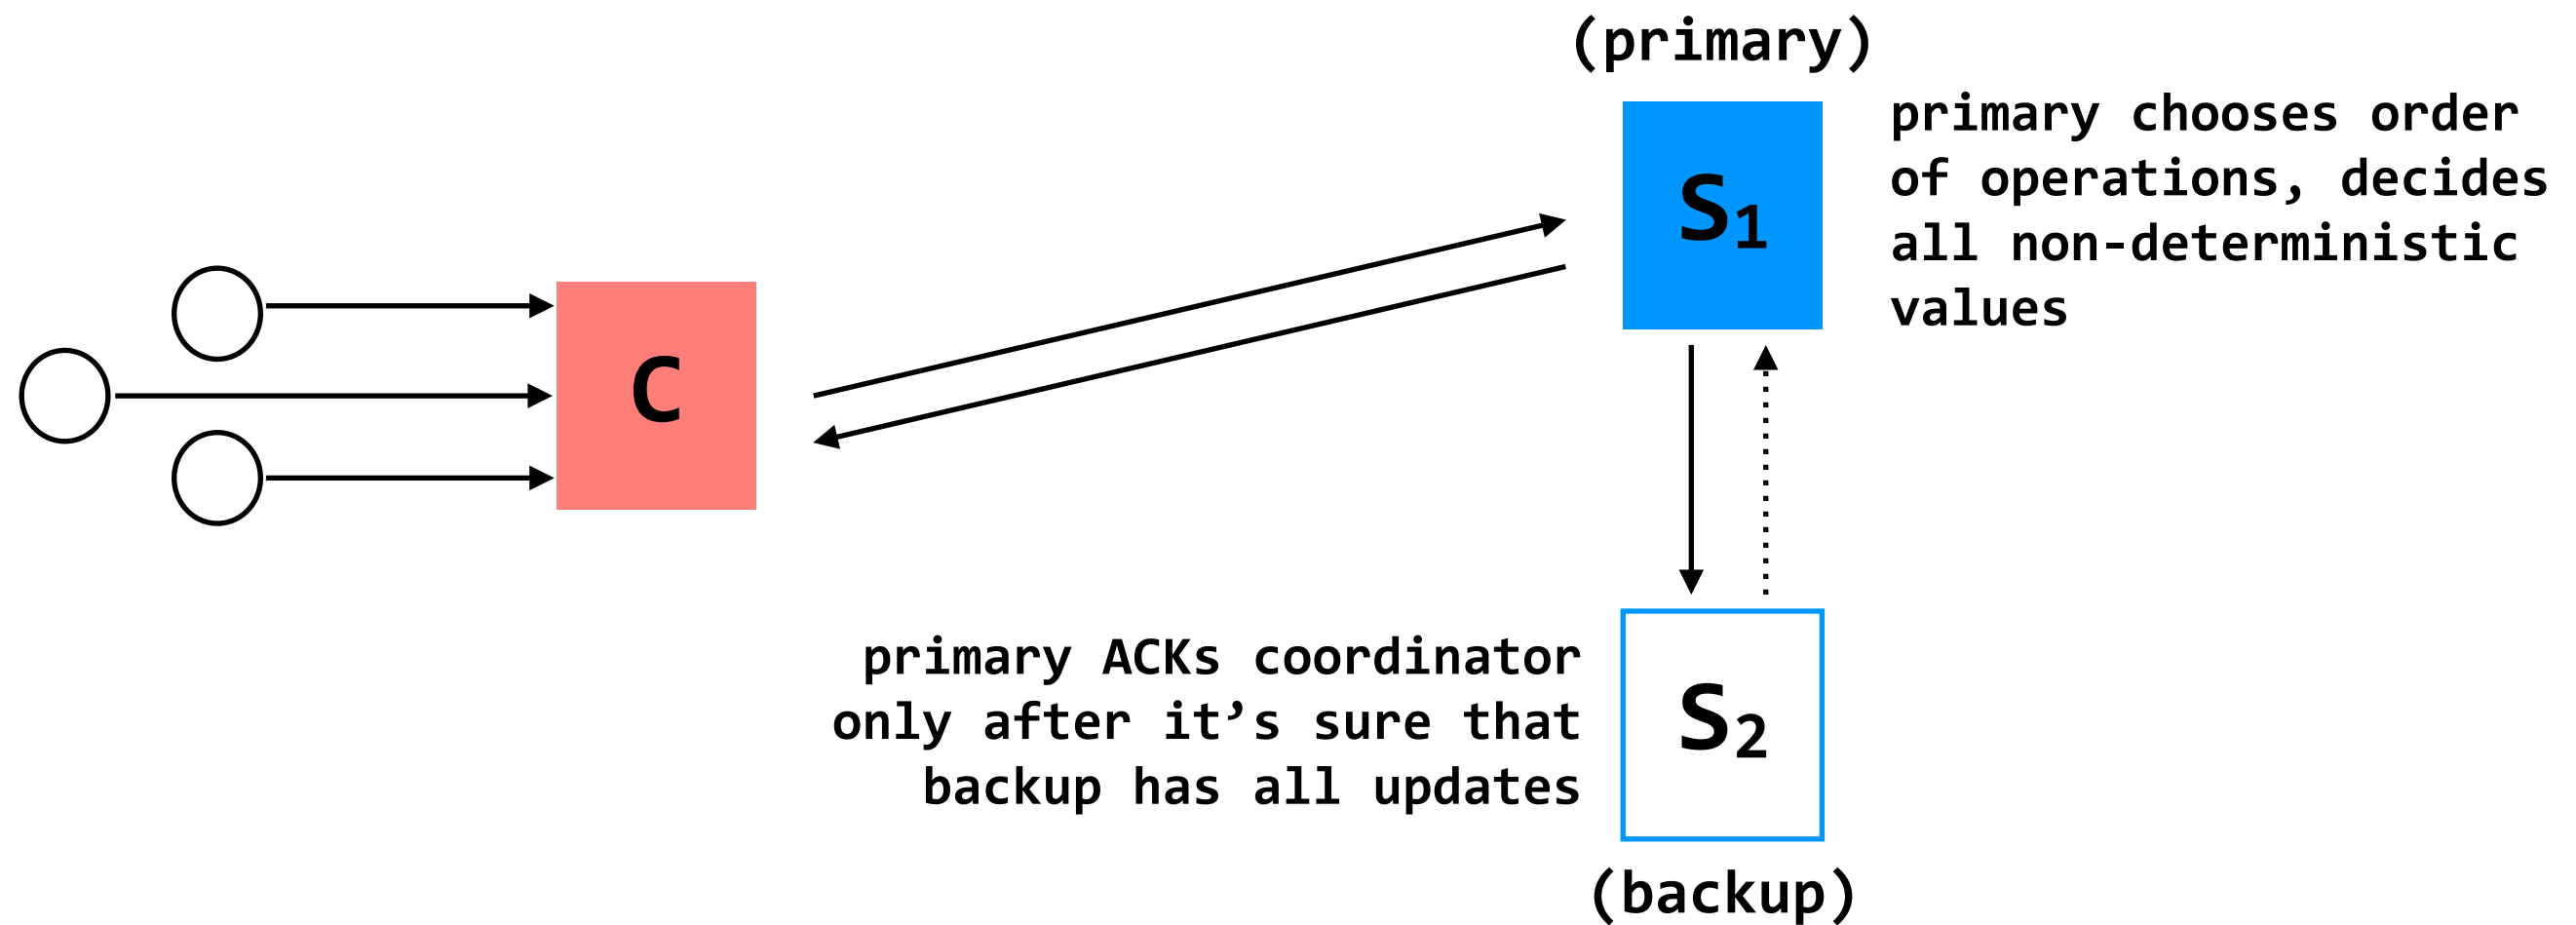 (primary)
primary chooses order
of operations, decides
all non-deterministic
values
S₁
C
primary ACKs coordinator
only after it’s sure that
backup has all updates
S₂
(backup)